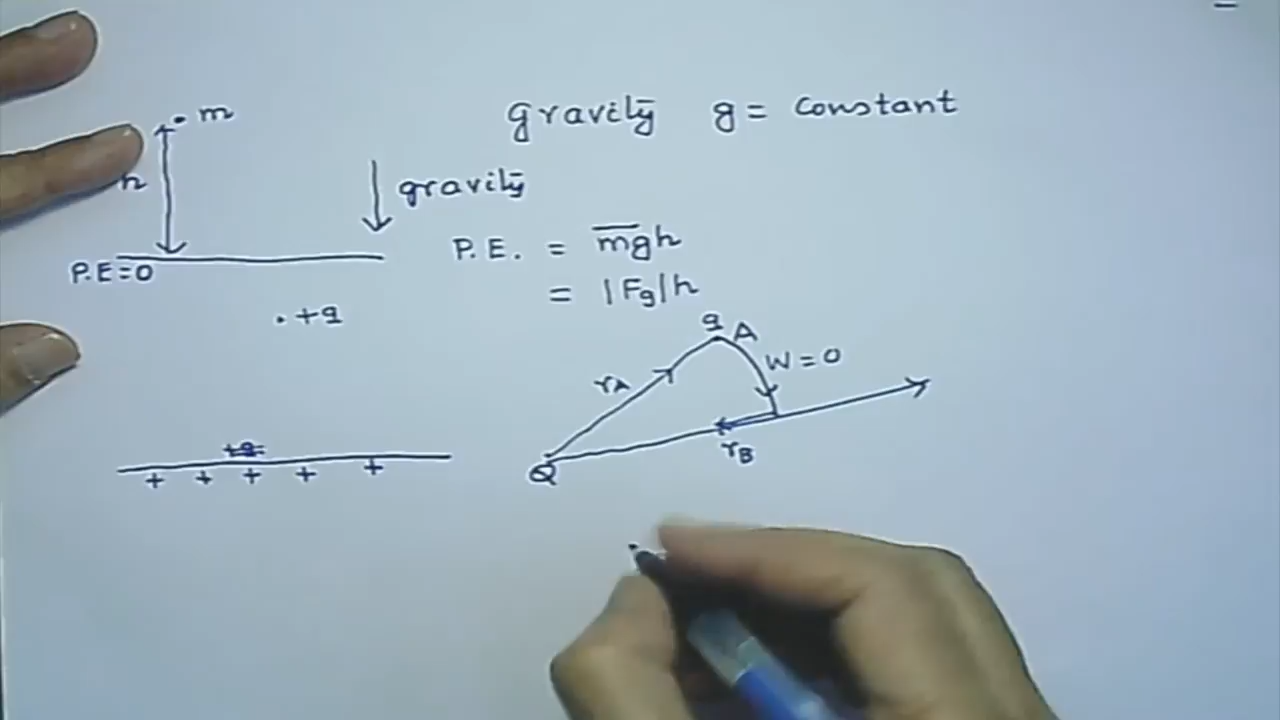 m
gravity g = constant
h
gravity
P.E. = mgh
P.E=0
= |Fg|h
+q
q A
W = 0
rA
rB
+q
+ + + + +
Q